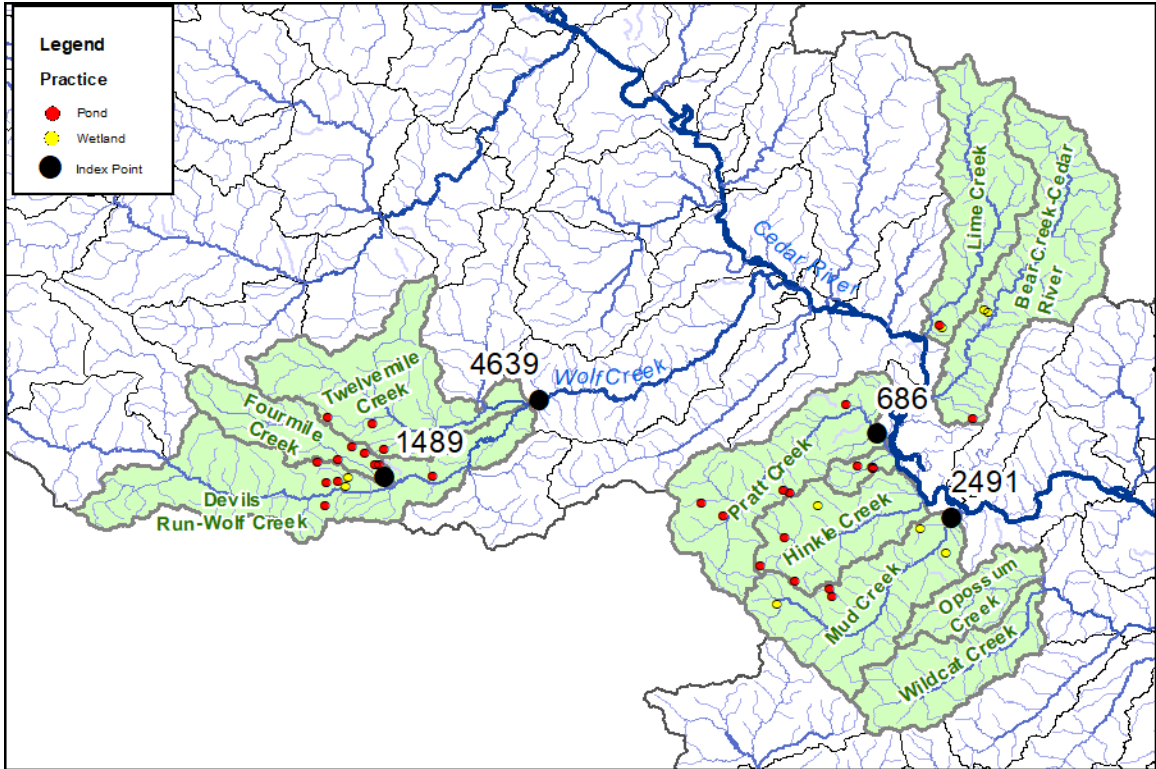 Legend
Practice
Pond
Wetland
Index Point
Cedar River
Lime Creek
Bear Creek-Cedar
River
4639
Wolf Creek
Twelvemile
Creek
Fourmile
Creek
1489
Devils
Run-Wolf Creek
686
Pratt Creek
2491
Hinkle Creek
Mud Creek
Opossum
Creek
Wildcat Creek